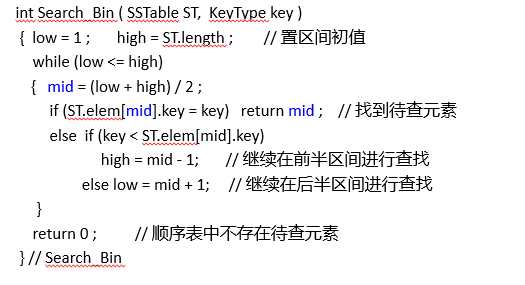 int Search_Bin ( SSTable ST, KeyType key )
{ low = 1 ; high = ST.length ; // 置区间初值
while (low <= high)
{ mid = (low + high) / 2 ;
if (ST.elem[mid].key = key) return mid ; // 找到待查元素
else if (key < ST.elem[mid].key)
high = mid - 1; // 继续在前半区间进行查找
else low = mid + 1; // 继续在后半区间进行查找
}
return 0 ; // 顺序表中不存在待查元素
} // Search_Bin